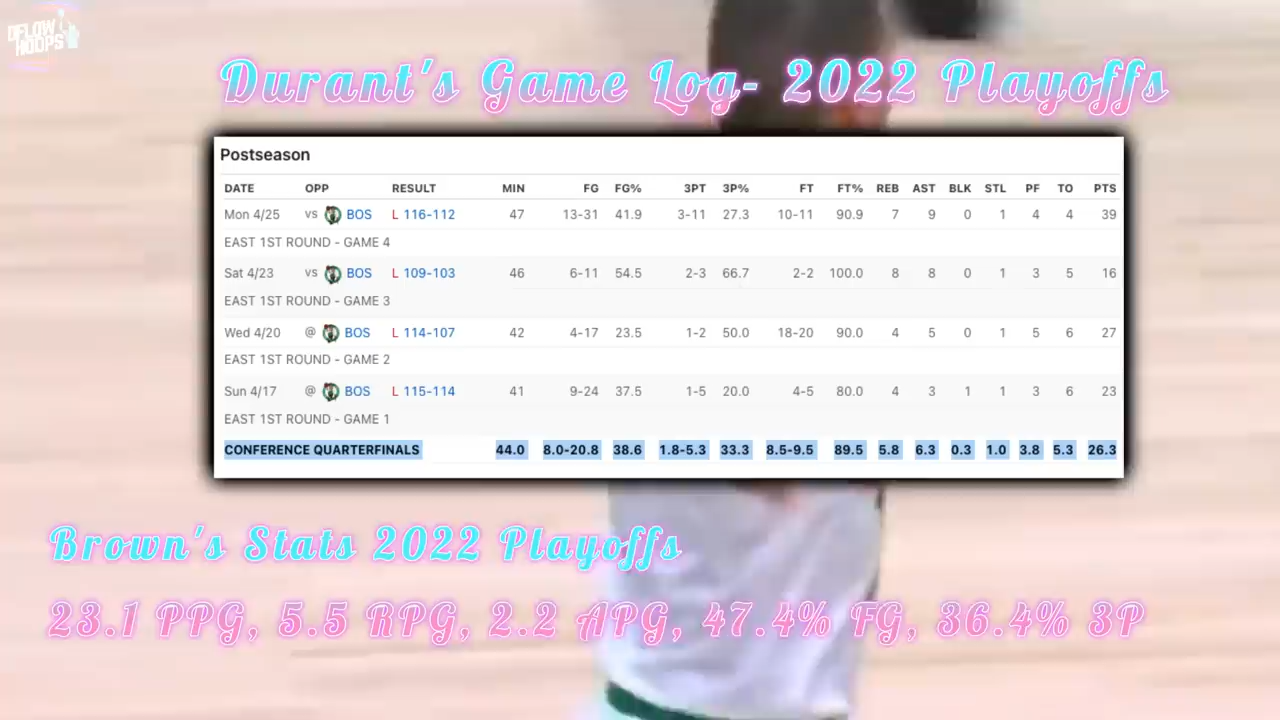 DFLOW
HOOPS
Durant's Game Log- 2022 Playoffs
Postseason
DATE OPP RESULT MIN FG FG% 3PT 3P% FT FT% REB AST BLK STL PF TO PTS
Mon 4/25 vs BOS L 116-112 47 13-31 41.9 3-11 27.3 10-11 90.9 7 9 0 1 4 4 39
EAST 1ST ROUND - GAME 4
Sat 4/23 vs BOS L 109-103 46 6-11 54.5 2-3 66.7 2-2 100.0 8 8 0 1 3 5 16
EAST 1ST ROUND - GAME 3
Wed 4/20 @ BOS L 114-107 42 4-17 23.5 1-2 50.0 18-20 90.0 4 5 0 1 5 6 27
EAST 1ST ROUND - GAME 2
Sun 4/17 @ BOS L 115-114 41 9-24 37.5 1-5 20.0 4-5 80.0 4 3 1 1 3 6 23
EAST 1ST ROUND - GAME 1
CONFERENCE QUARTERFINALS 44.0 8.0-20.8 38.6 1.8-5.3 33.3 8.5-9.5 89.5 5.8 6.3 0.3 1.0 3.8 5.3 26.3
Brown's Stats 2022 Playoffs
23.1 PPG, 5.5 RPG, 2.2 APG, 47.4% FG, 36.4% 3P